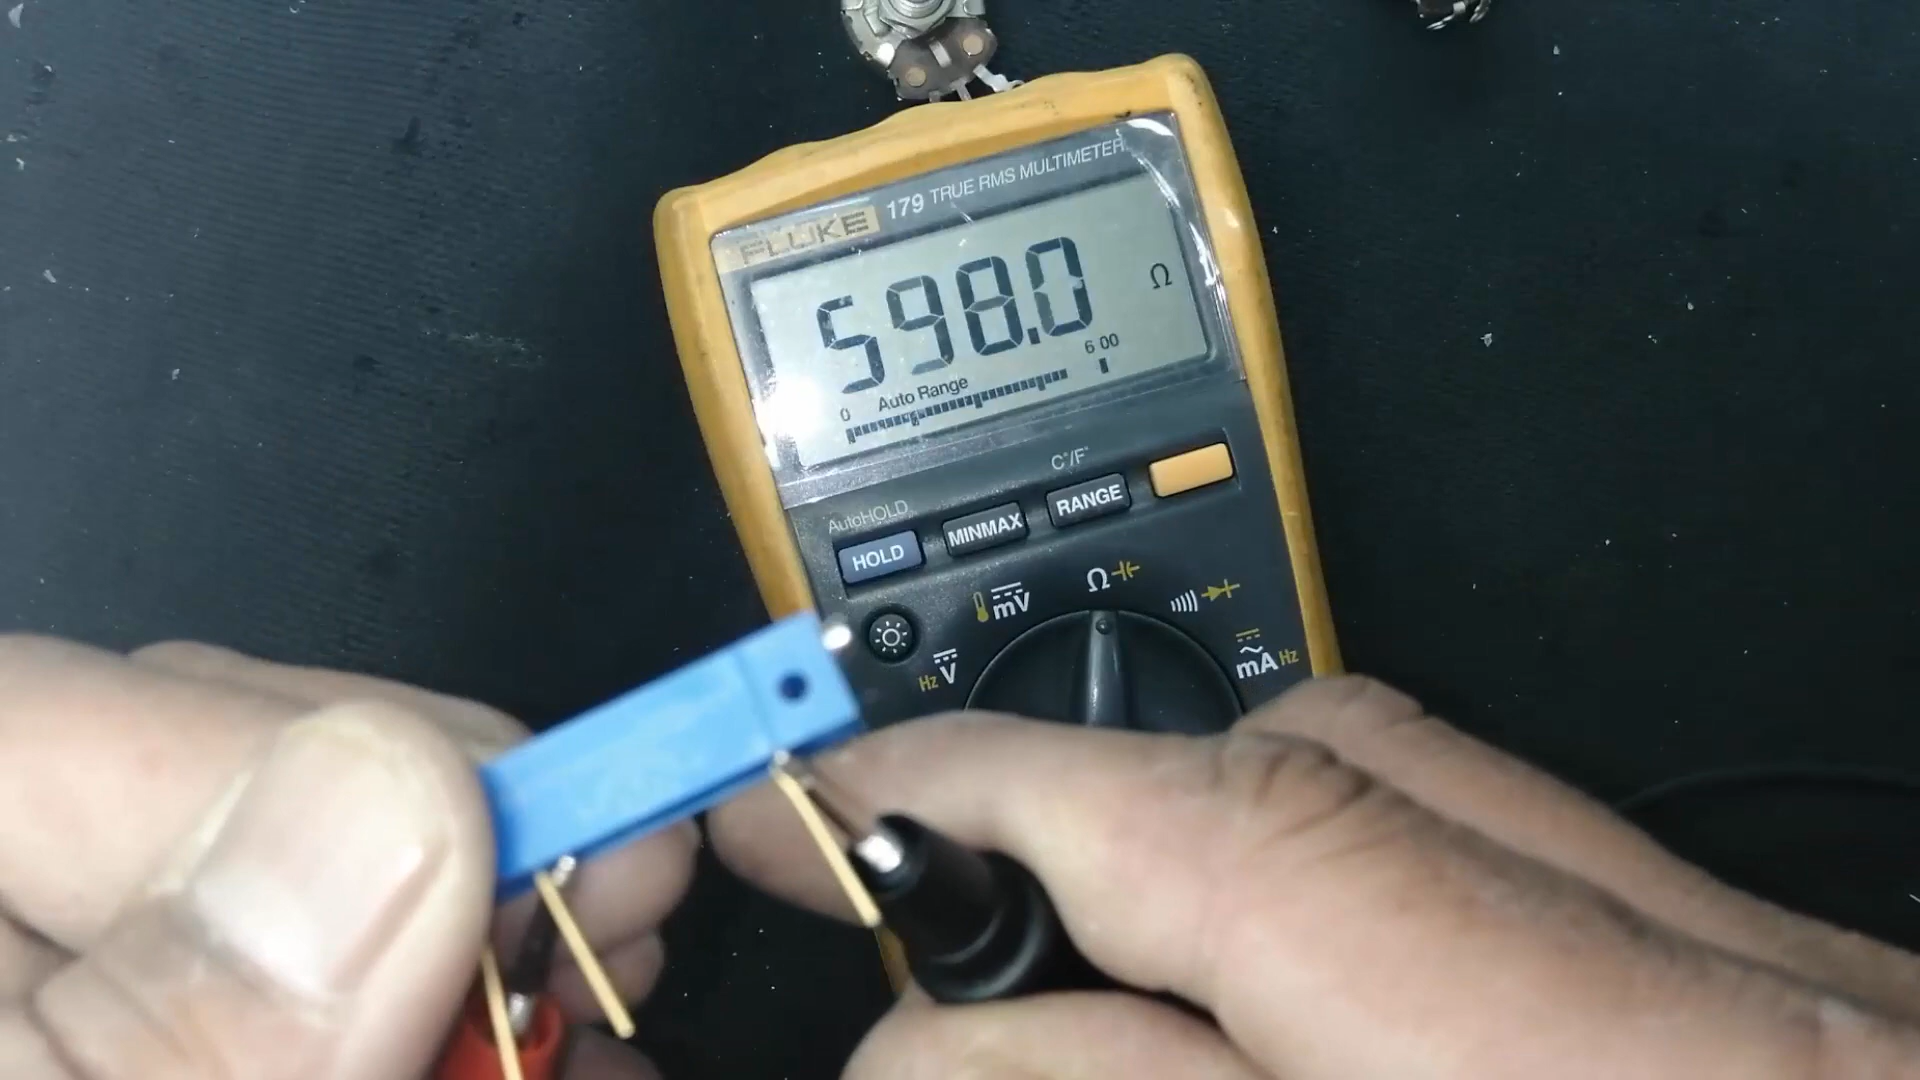 FLUKE 179 TRUE RMS MULTIMETER
598.0 Ω
6 00
0 Auto Range
C°/F°
AutoHOLD
HOLD MINMAX RANGE
mV Ω
Hz V mA Hz